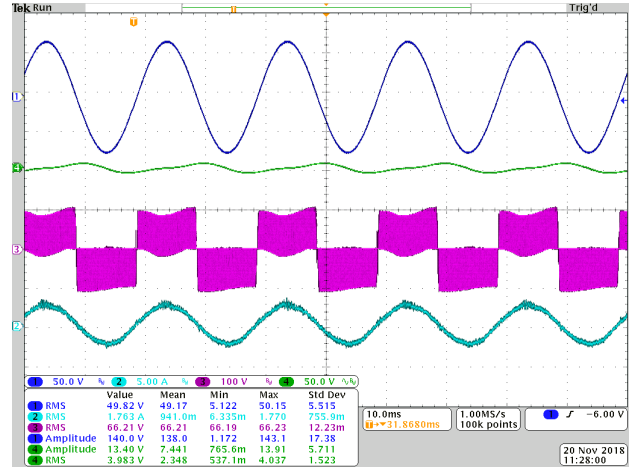 Tek Run Trig'd
T
T
1
4
3
2
1 50.0 V 2 5.00 A 3 100 V 4 50.0 V
10.0ms 1.00MS/s 1 -6.00 V
T→▼31.8680ms 100k points
Value Mean Min Max Std Dev
1 RMS 49.82 V 49.17 5.122 50.15 5.515
2 RMS 1.763 A 941.0m 6.335m 1.770 755.9m
3 RMS 66.21 V 66.21 66.19 66.23 12.23m
1 Amplitude 140.0 V 138.0 1.172 143.1 17.38
4 Amplitude 13.40 V 7.441 765.6m 13.91 5.711
4 RMS 3.983 V 2.348 537.1m 4.037 1.523
20 Nov 2018
11:28:00